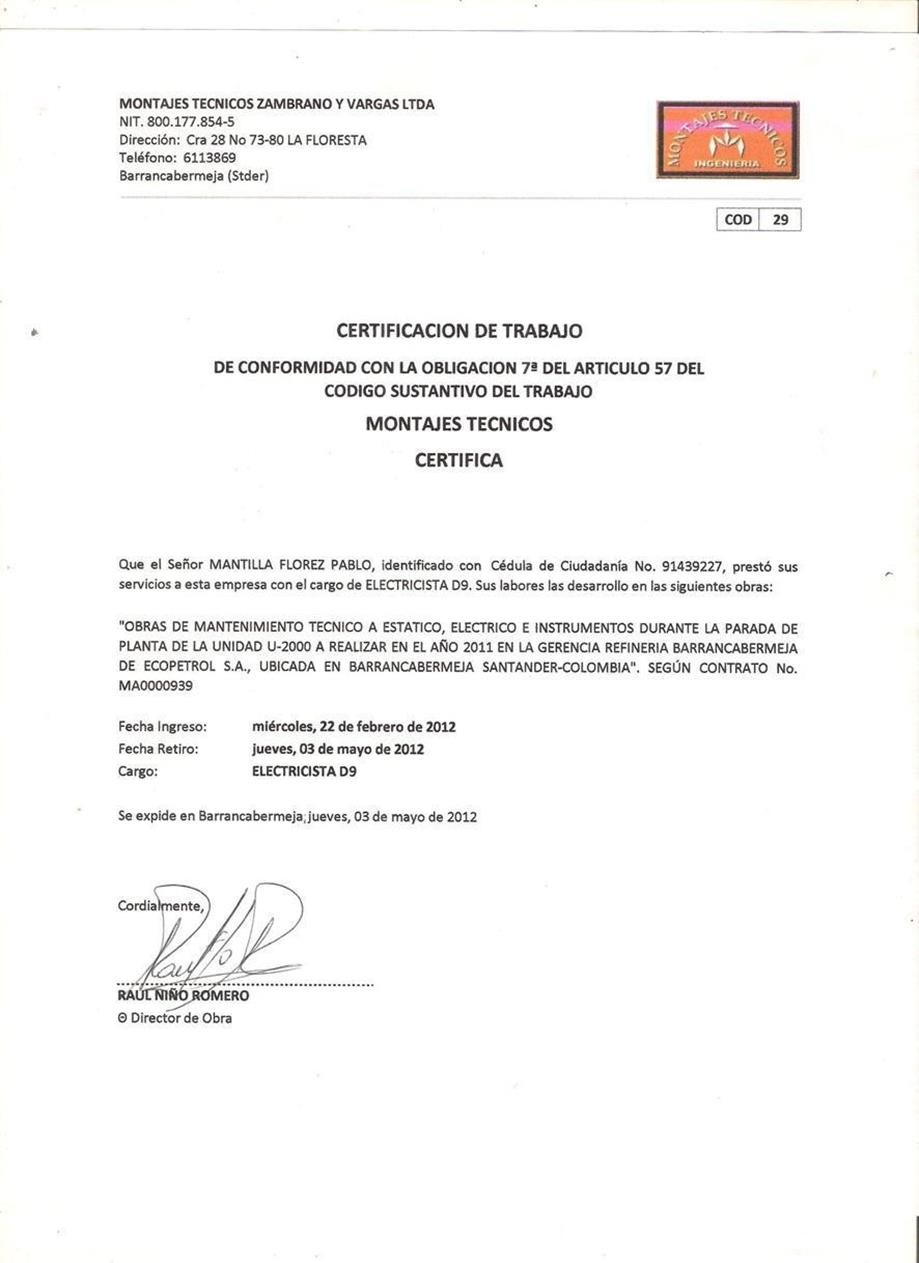 MONTAJES TECNICOS ZAMBRANO Y VARGAS LTDA
NIT. 800.177.854-5
Dirección: Cra 28 No 73-80 LA FLORESTA
Teléfono: 6113869
Barrancabermeja (Stder)
MONTAJES TECNICOS
INGENIERIA
COD 29
CERTIFICACION DE TRABAJO
DE CONFORMIDAD CON LA OBLIGACION 7ª DEL ARTICULO 57 DEL
CODIGO SUSTANTIVO DEL TRABAJO
MONTAJES TECNICOS
CERTIFICA
Que el Señor MANTILLA FLOREZ PABLO, identificado con Cédula de Ciudadanía No. 91439227, prestó sus
servicios a esta empresa con el cargo de ELECTRICISTA D9. Sus labores las desarrollo en las siguientes obras:
"OBRAS DE MANTENIMIENTO TECNICO A ESTATICO, ELECTRICO E INSTRUMENTOS DURANTE LA PARADA DE
PLANTA DE LA UNIDAD U-2000 A REALIZAR EN EL AÑO 2011 EN LA GERENCIA REFINERIA BARRANCABERMEJA
DE ECOPETROL S.A., UBICADA EN BARRANCABERMEJA SANTANDER-COLOMBIA". SEGÚN CONTRATO No.
MA0000939
Fecha Ingreso: miércoles, 22 de febrero de 2012
Fecha Retiro: jueves, 03 de mayo de 2012
Cargo: ELECTRICISTA D9
Se expide en Barrancabermeja, jueves, 03 de mayo de 2012
Cordialmente,
RAÚL NIÑO ROMERO
Θ Director de Obra